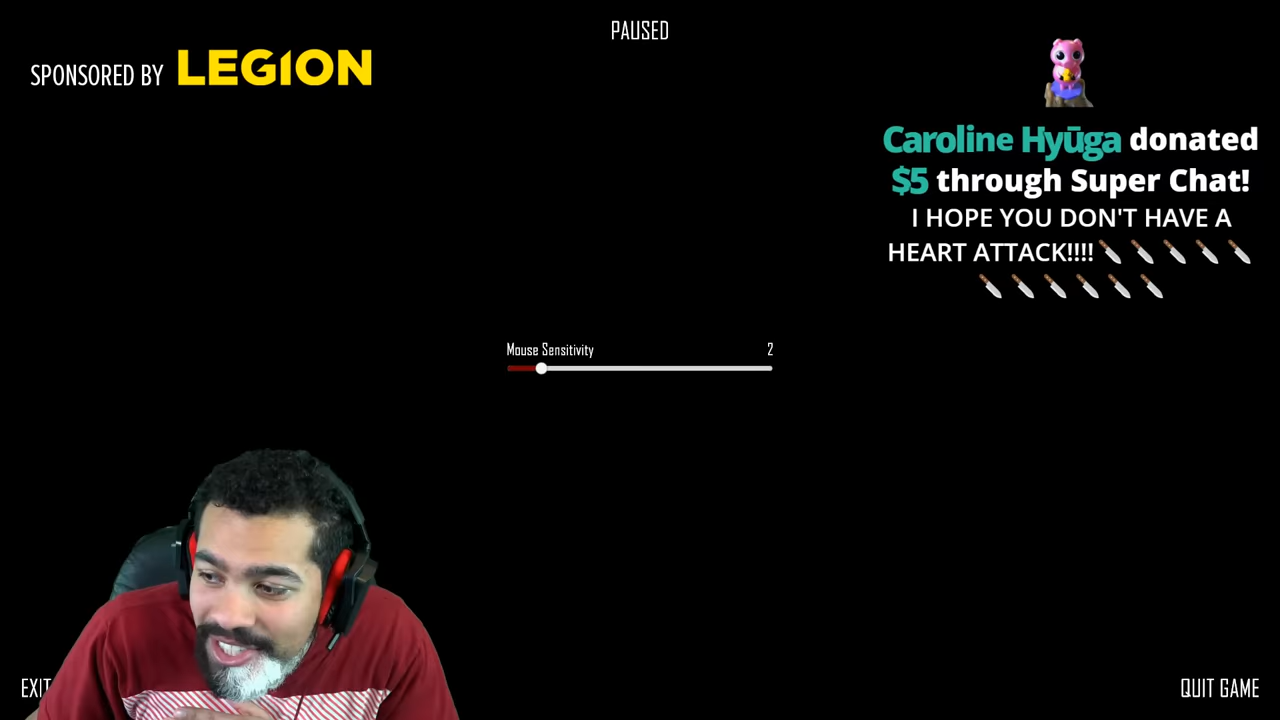 PAUSED
SPONSORED BY LEGION
Caroline Hyūga donated
$5 through Super Chat!
I HOPE YOU DON'T HAVE A
HEART ATTACK!!!!🔪🔪🔪🔪🔪
🔪🔪🔪🔪🔪🔪
Mouse Sensitivity 2
EXIT
QUIT GAME